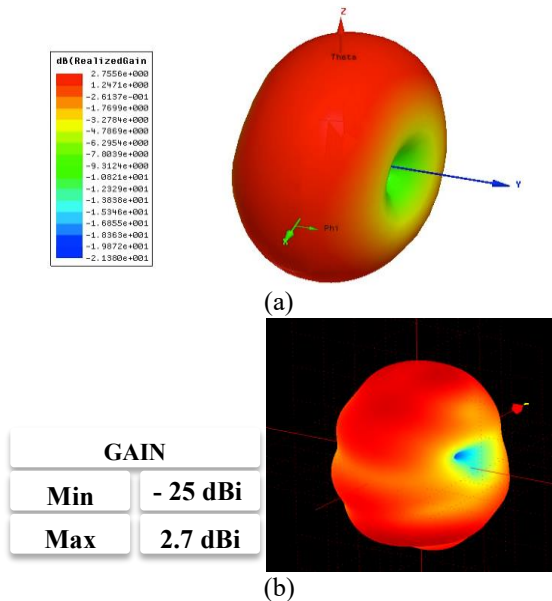 Z
dB(RealizedGain
2.7556e+000
1.2471e+000
-2.6137e-001
-1.7699e+000
-3.2784e+000
-4.7869e+000
-6.2954e+000
-7.8039e+000
-9.3124e+000
-1.0821e+001
-1.2329e+001
-1.3838e+001
-1.5346e+001
-1.6855e+001
-1.8363e+001
-1.9872e+001
-2.1380e+001
Theta
Y
X
Phi
(a)
GAIN
Min - 25 dBi
Max 2.7 dBi
(b)